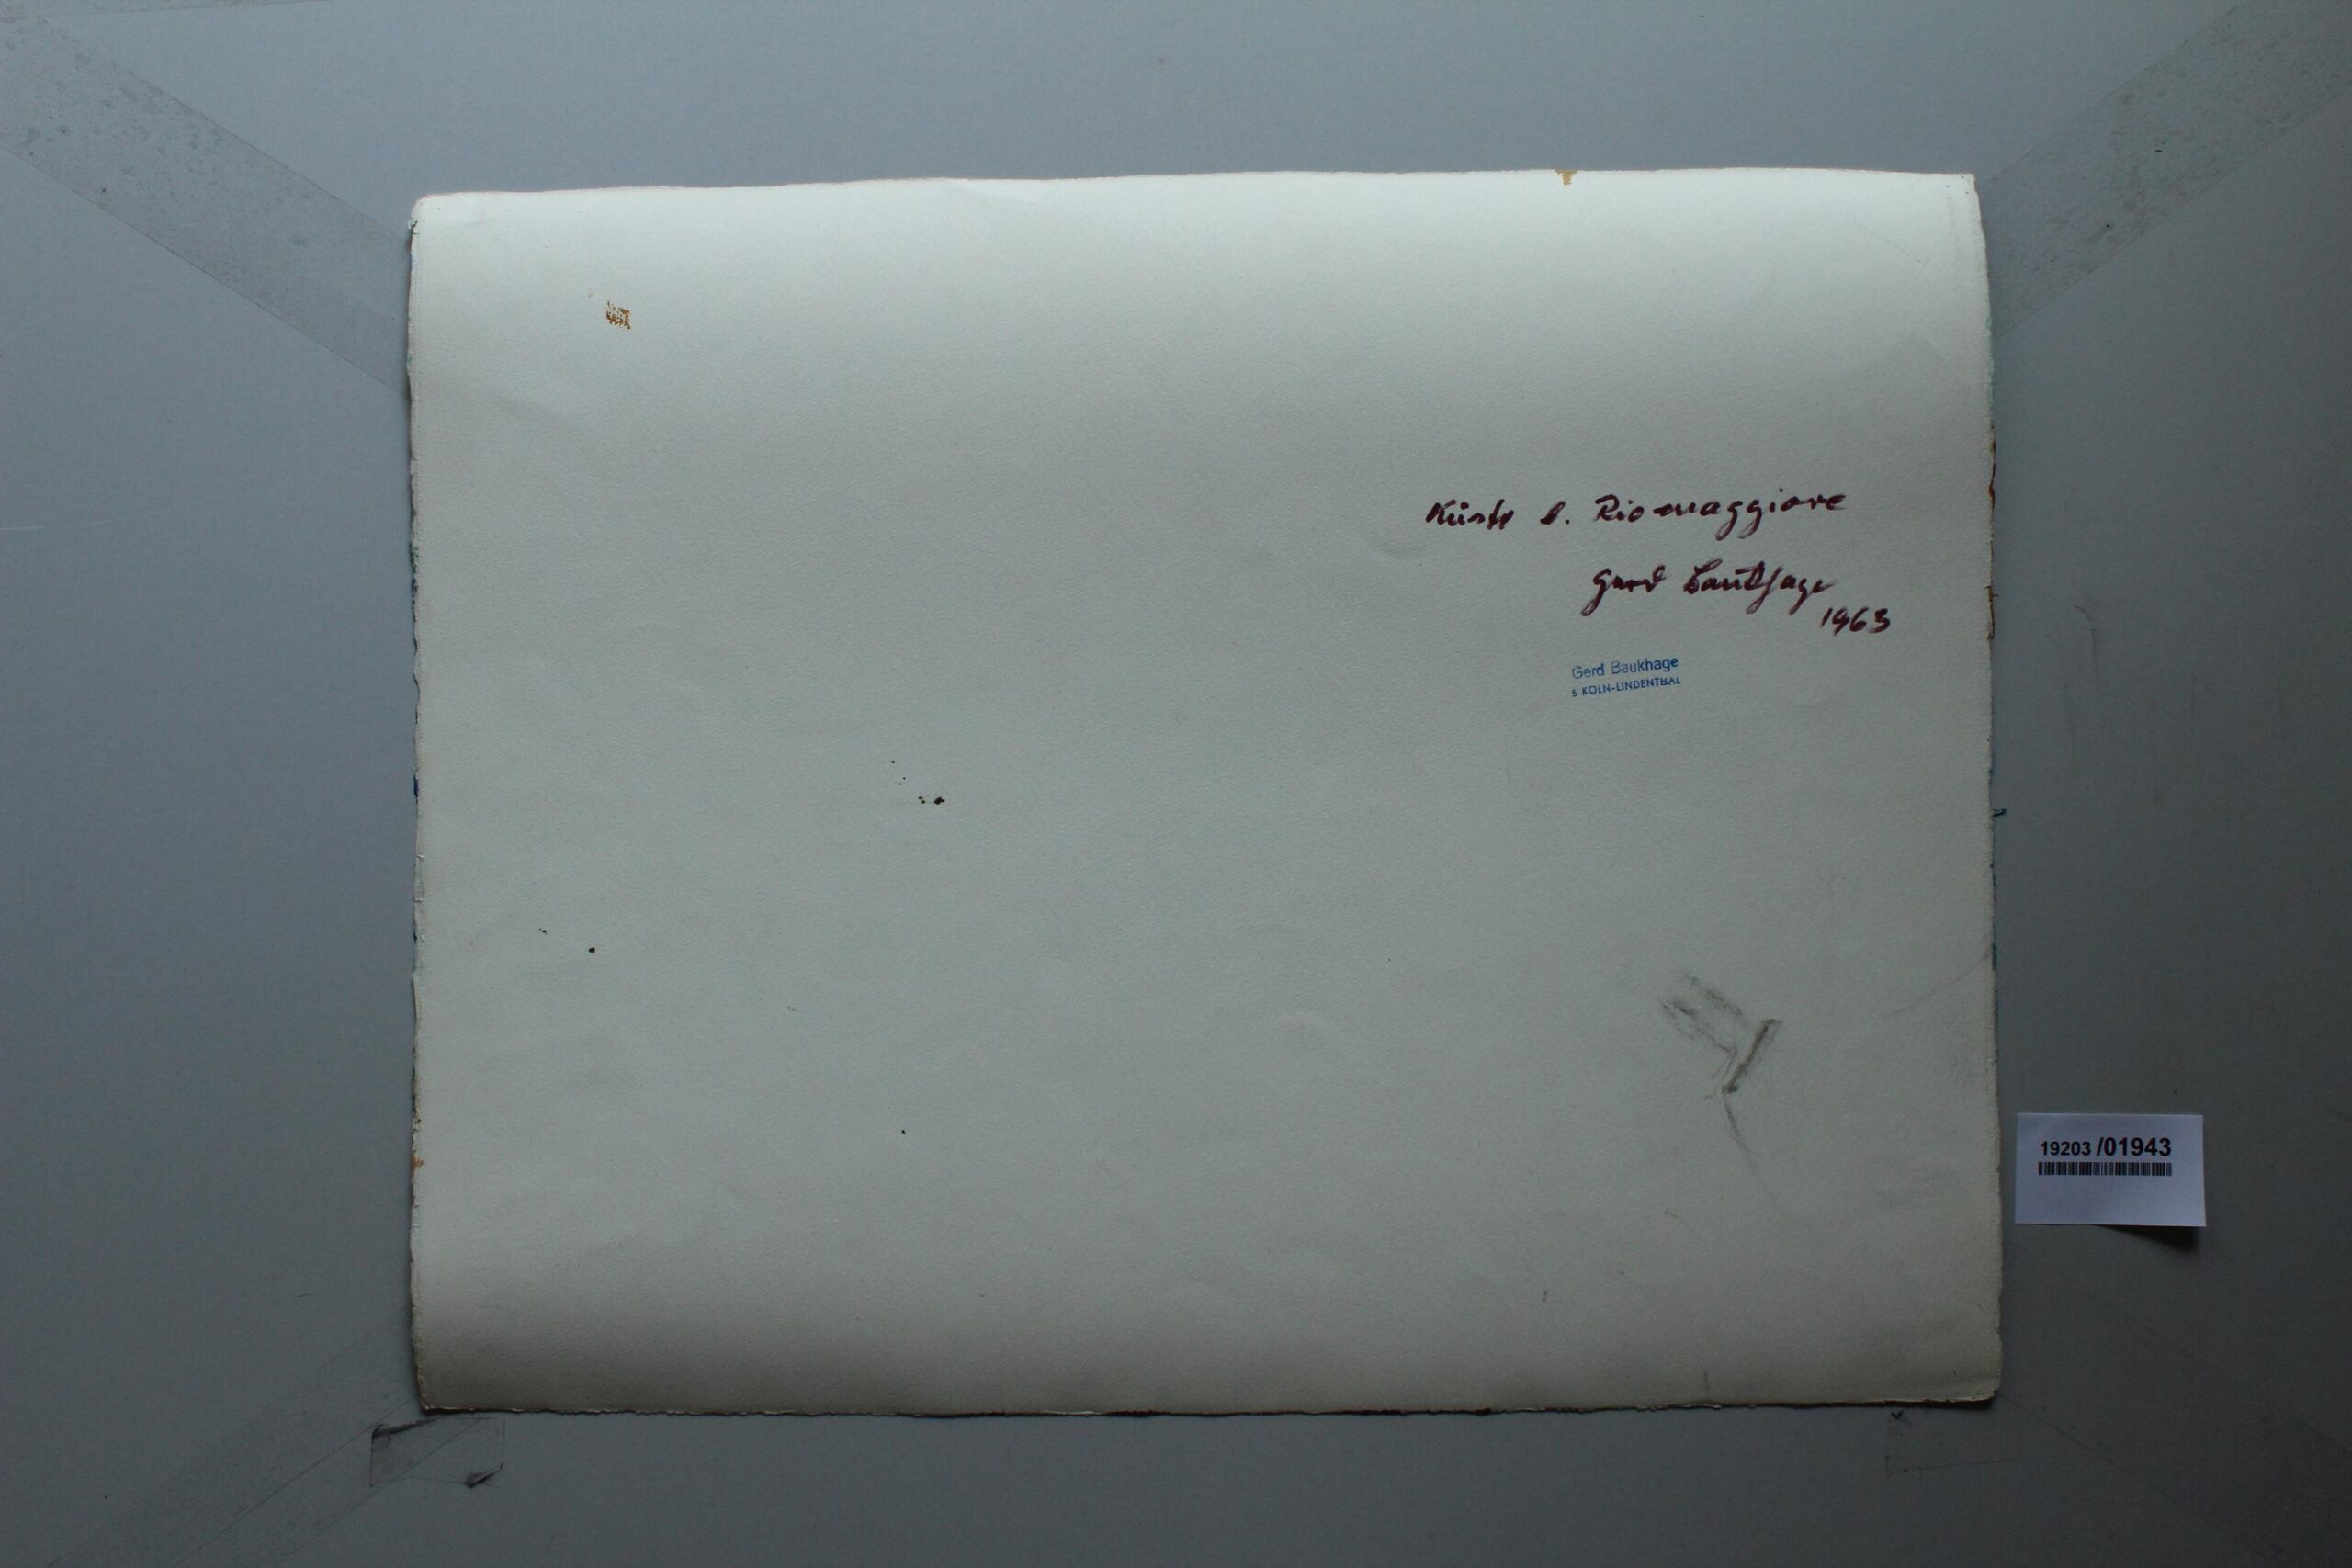 Küste b. Riomaggiore
Gerd Baukhage
1963
Gerd Baukhage
5 KÖLN-LINDENTHAL
19203 /01943